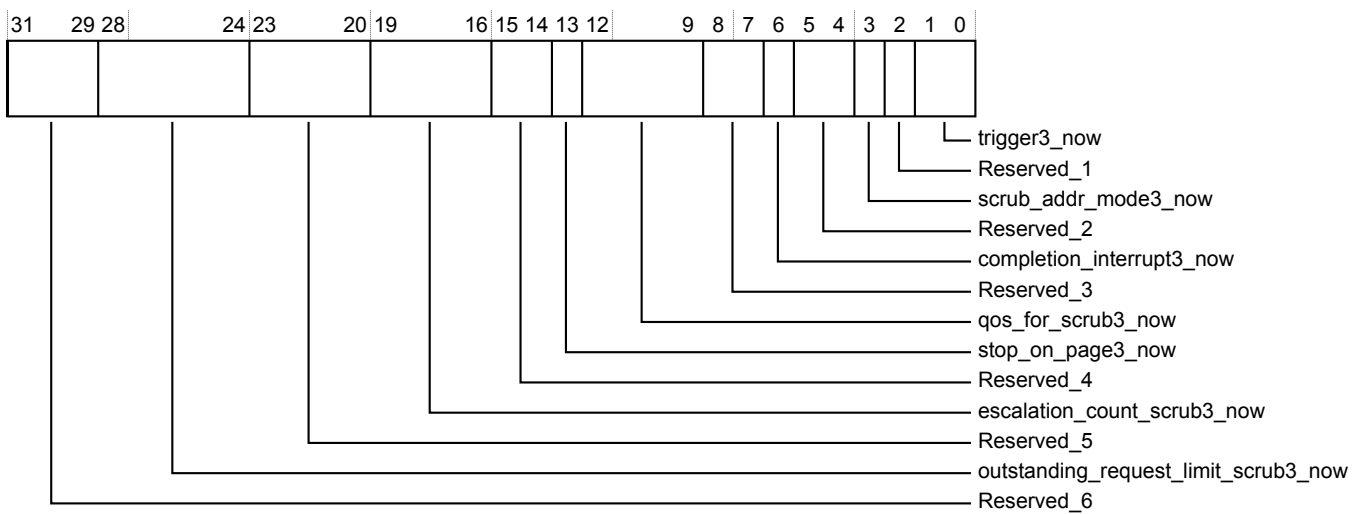 31 29 28 24 23 20 19 16 15 14 13 12 9 8 7 6 5 4 3 2 1 0
trigger3_now
Reserved_1
scrub_addr_mode3_now
Reserved_2
completion_interrupt3_now
Reserved_3
qos_for_scrub3_now
stop_on_page3_now
Reserved_4
escalation_count_scrub3_now
Reserved_5
outstanding_request_limit_scrub3_now
Reserved_6